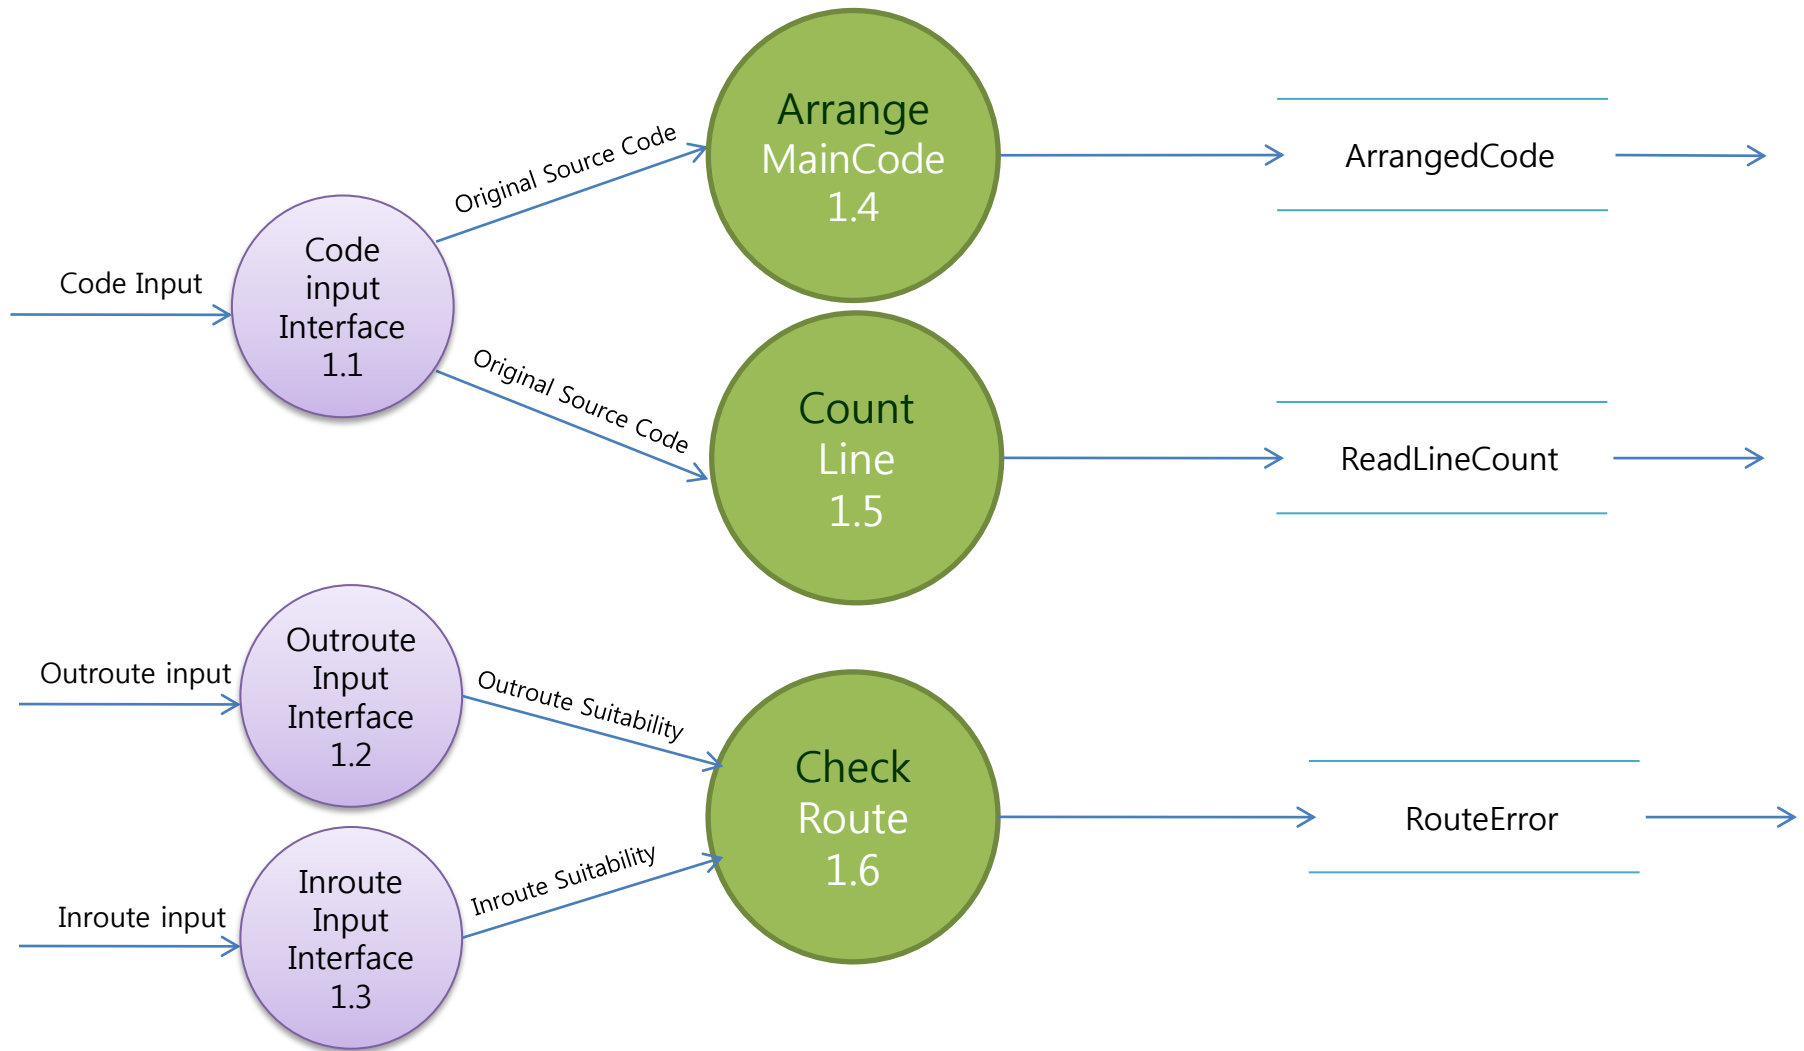 Code Input
Code
input
Interface
1.1
Original Source Code
Original Source Code
Arrange
MainCode
1.4
ArrangedCode
Count
Line
1.5
ReadLineCount
Outroute input
Outroute
Input
Interface
1.2
Outroute Suitability
Inroute input
Inroute
Input
Interface
1.3
Inroute Suitability
Check
Route
1.6
RouteError